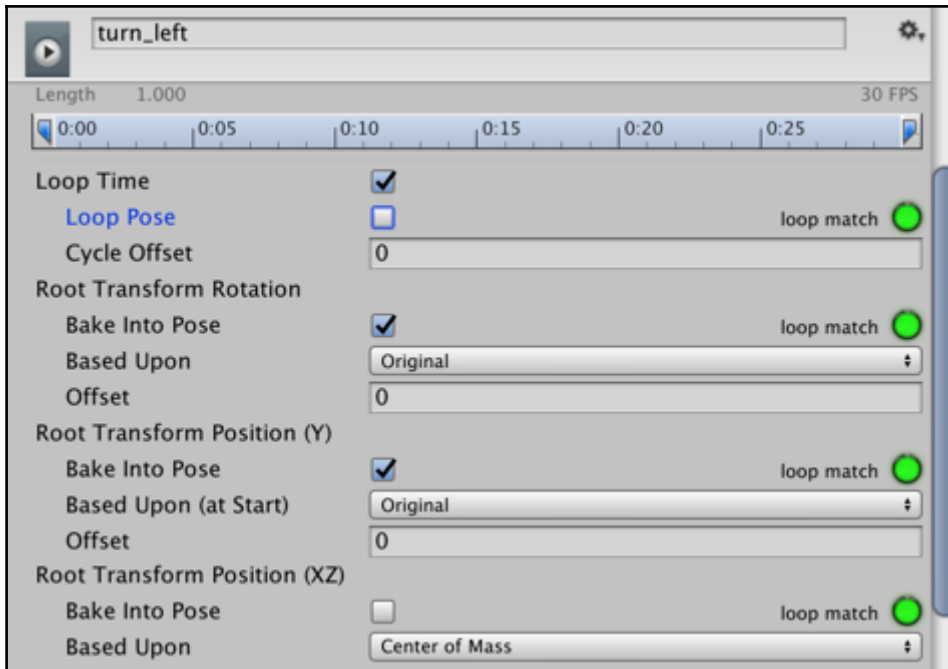 turn_left
Length 1.000 30 FPS
0:00 0:05 0:10 0:15 0:20 0:25
Loop Time
Loop Pose loop match
Cycle Offset 0
Root Transform Rotation
Bake Into Pose loop match
Based Upon Original
Offset 0
Root Transform Position (Y)
Bake Into Pose loop match
Based Upon (at Start) Original
Offset 0
Root Transform Position (XZ)
Bake Into Pose loop match
Based Upon Center of Mass